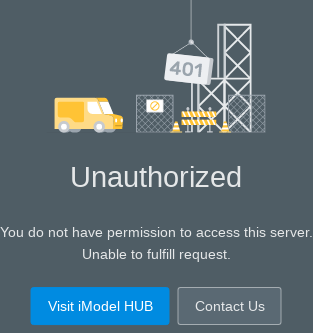 401
Unauthorized
You do not have permission to access this server.
Unable to fulfill request.
Visit iModel HUB
Contact Us